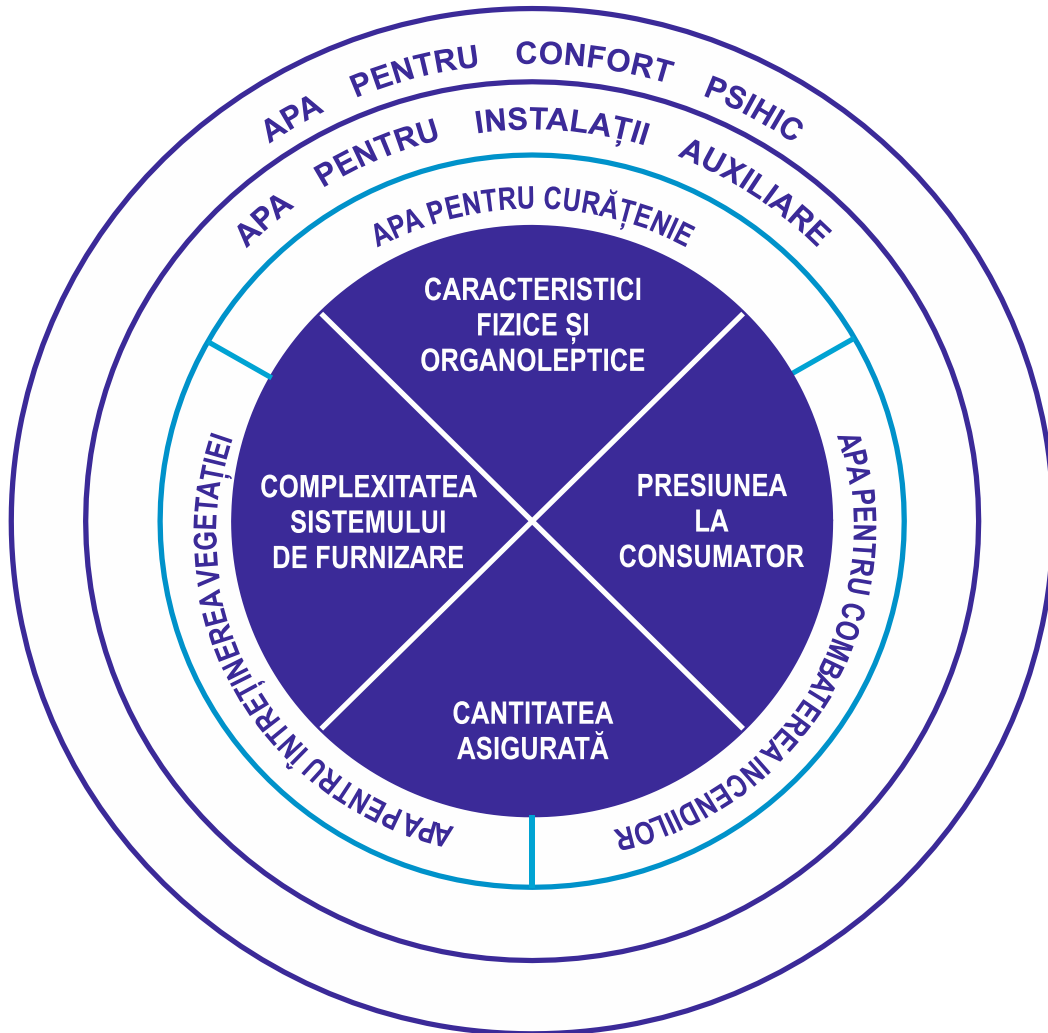 APA PENTRU CONFORT PSIHIC
APA PENTRU INSTALAȚII AUXILIARE
APA PENTRU CURĂȚENIE
CARACTERISTICI
FIZICE ȘI
ORGANOLEPTICE
COMPLEXITATEA
SISTEMULUI
DE FURNIZARE
PRESIUNEA
LA
CONSUMATOR
CANTITATEA
ASIGURATĂ
APA PENTRU ÎNTREȚINEREA VEGETAȚIEI
APA PENTRU COMBATEREA INCENDIILOR